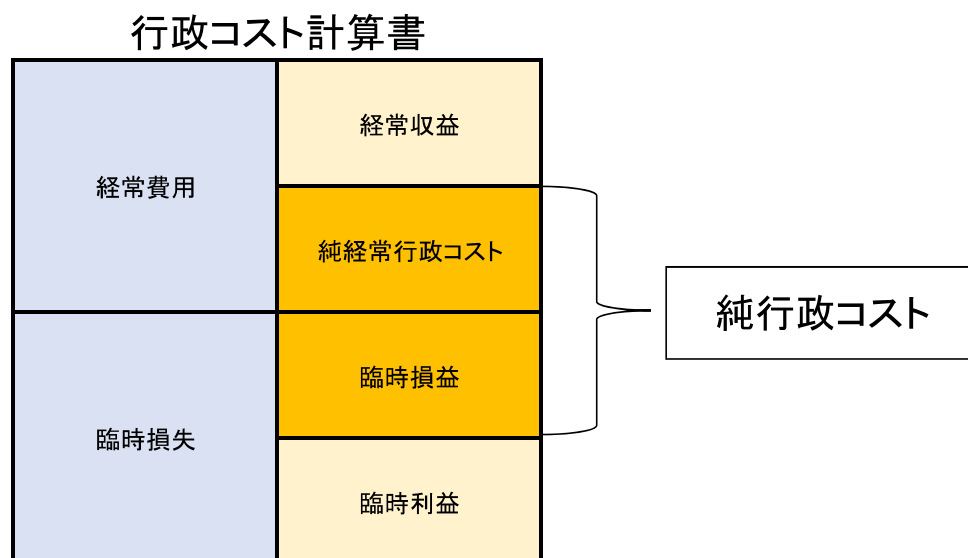 行政コスト計算書
経常費用
経常収益
純経常行政コスト
純行政コスト
臨時損益
臨時損失
臨時利益